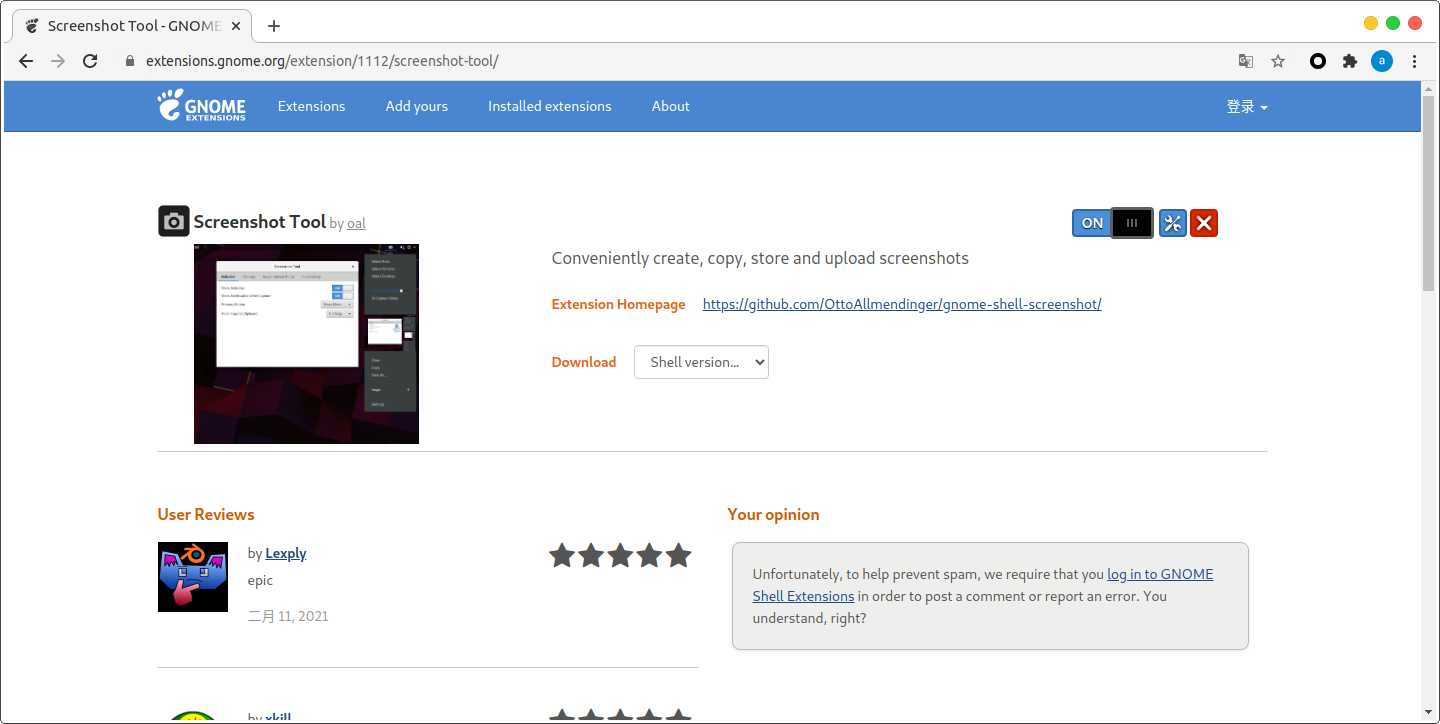 Screenshot Tool - GNOME
extensions.gnome.org/extension/1112/screenshot-tool/
a
GNOME
EXTENSIONS
Extensions
Add yours
Installed extensions
About
登录
Screenshot Tool by oal
ON
Conveniently create, copy, store and upload screenshots
Extension Homepage
https://github.com/OttoAllmendinger/gnome-shell-screenshot/
Download
Shell version...
User Reviews
by Lexply
epic
二月 11, 2021
by xkill
Your opinion
Unfortunately, to help prevent spam, we require that you log in to GNOME
Shell Extensions in order to post a comment or report an error. You
understand, right?